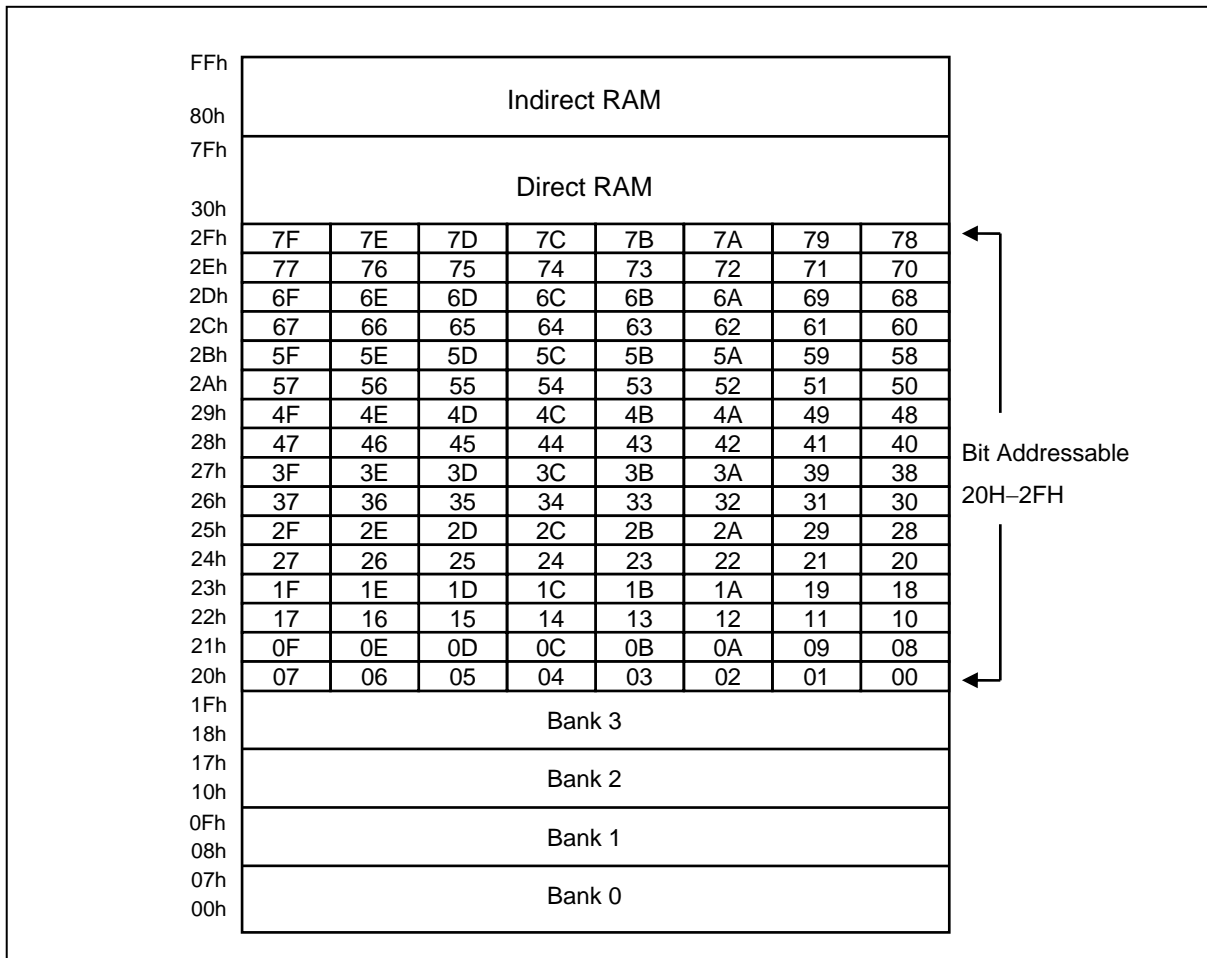 FFh
80h
Indirect RAM
7Fh
30h
Direct RAM
2Fh 7F 7E 7D 7C 7B 7A 79 78
2Eh 77 76 75 74 73 72 71 70
2Dh 6F 6E 6D 6C 6B 6A 69 68
2Ch 67 66 65 64 63 62 61 60
2Bh 5F 5E 5D 5C 5B 5A 59 58
2Ah 57 56 55 54 53 52 51 50
29h 4F 4E 4D 4C 4B 4A 49 48
28h 47 46 45 44 43 42 41 40
27h 3F 3E 3D 3C 3B 3A 39 38
26h 37 36 35 34 33 32 31 30
25h 2F 2E 2D 2C 2B 2A 29 28
24h 27 26 25 24 23 22 21 20
23h 1F 1E 1D 1C 1B 1A 19 18
22h 17 16 15 14 13 12 11 10
21h 0F 0E 0D 0C 0B 0A 09 08
20h 07 06 05 04 03 02 01 00
Bit Addressable
20H−2FH
1Fh
18h
Bank 3
17h
10h
Bank 2
0Fh
08h
Bank 1
07h
00h
Bank 0